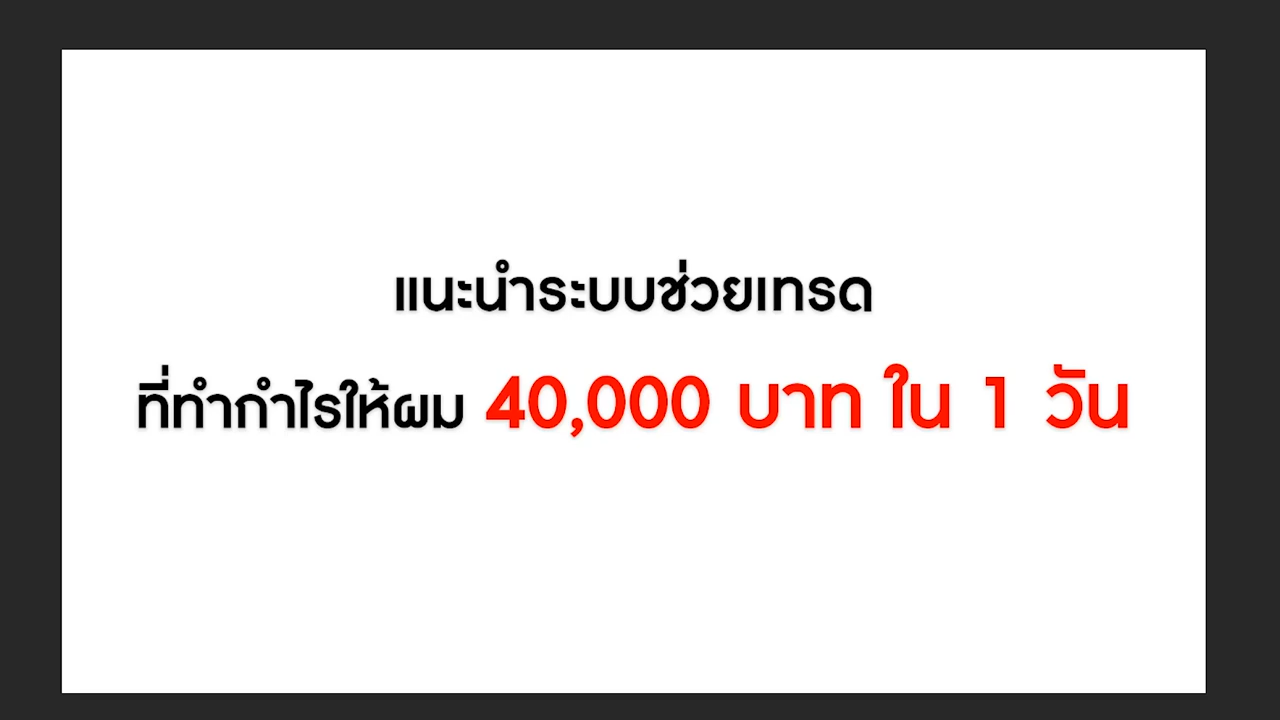 แนะนำระบบช่วยเทรด
ที่ทำกำไรให้ผม 40,000 บาท ใน 1 วัน